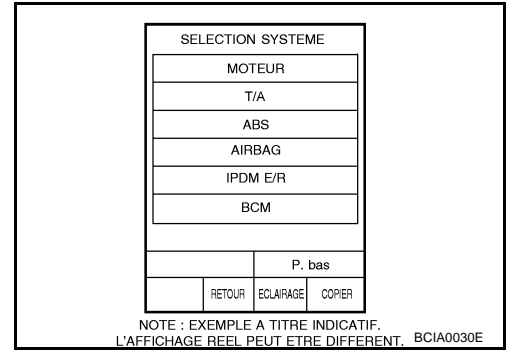 SELECTION SYSTEME
MOTEUR
T/A
ABS
AIRBAG
IPDM E/R
BCM
P. bas
RETOUR ECLAIRAGE COPIER
NOTE : EXEMPLE A TITRE INDICATIF.
L'AFFICHAGE REEL PEUT ETRE DIFFERENT.
BCIA0030E